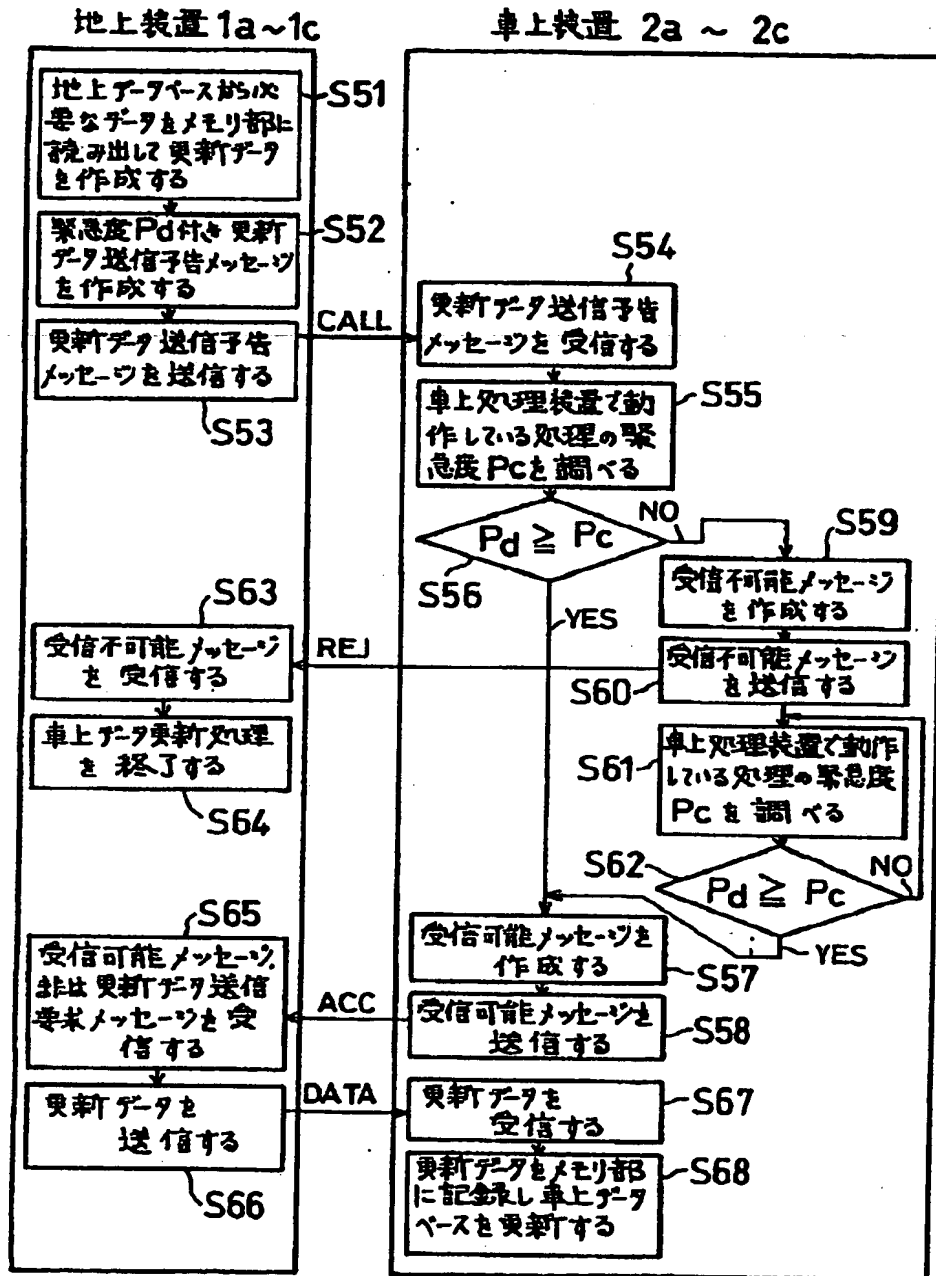 地上装置 1a~1c
車上装置 2a ~ 2c
地上データベースから必
要なデータをメモリ部に
読み出して更新データ
を作成する
S51
緊急度Pd付き更新
データ送信予告メッセージ
を作成する
S52
更新データ送信予告
メッセージを送信する
S53
CALL
S54
更新データ送信予告
メッセージを受信する
車上処理装置で動
作している処理の緊
急度Pcを調べる
S55
Pd ≧ Pc
S56
NO
YES
S59
受信不可能メッセージ
を作成する
受信不可能メッセージ
を送信する
S60
REJ
S63
受信不可能メッセージ
を受信する
車上データ更新処理
を終了する
S64
車上処理装置で動作
している処理の緊急度
Pcを調べる
S61
S62
Pd ≧ Pc
NO
YES
受信可能メッセージを
作成する
S57
受信可能メッセージを
送信する
S58
ACC
S65
受信可能メッセージ,
または更新データ送信
要求メッセージを受
信する
更新データを
送信する
S66
DATA
更新データを
受信する
S67
更新データをメモリ部
に記録し車上データ
ベースを更新する
S68